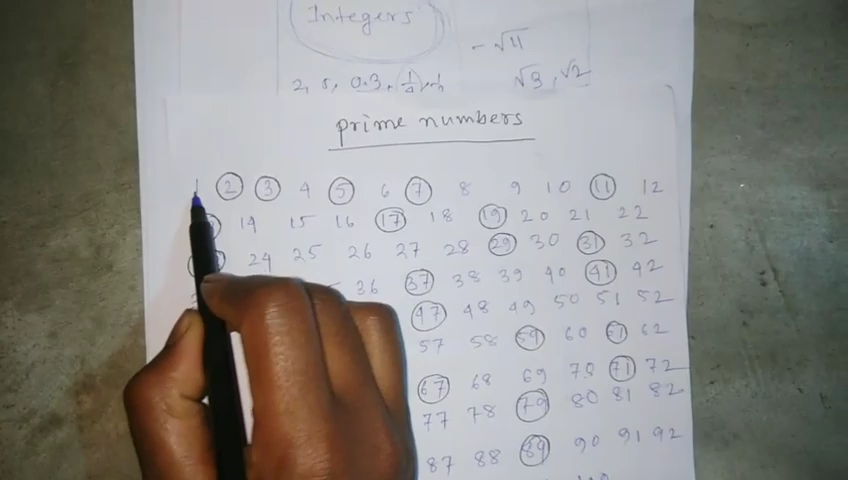 Integers
- √11
2, 5, 0.3,
√3, √2
prime numbers
1 2 3 4 5 6 7 8 9 10 11 12
14 15 16 17 18 19 20 21 22
24 25 26 27 28 29 30 31 32
36 37 38 39 40 41 42
47 48 49 50 51 52
57 58 59 60 61 62
67 68 69 70 71 72
77 78 79 80 81 82
87 88 89 90 91 92